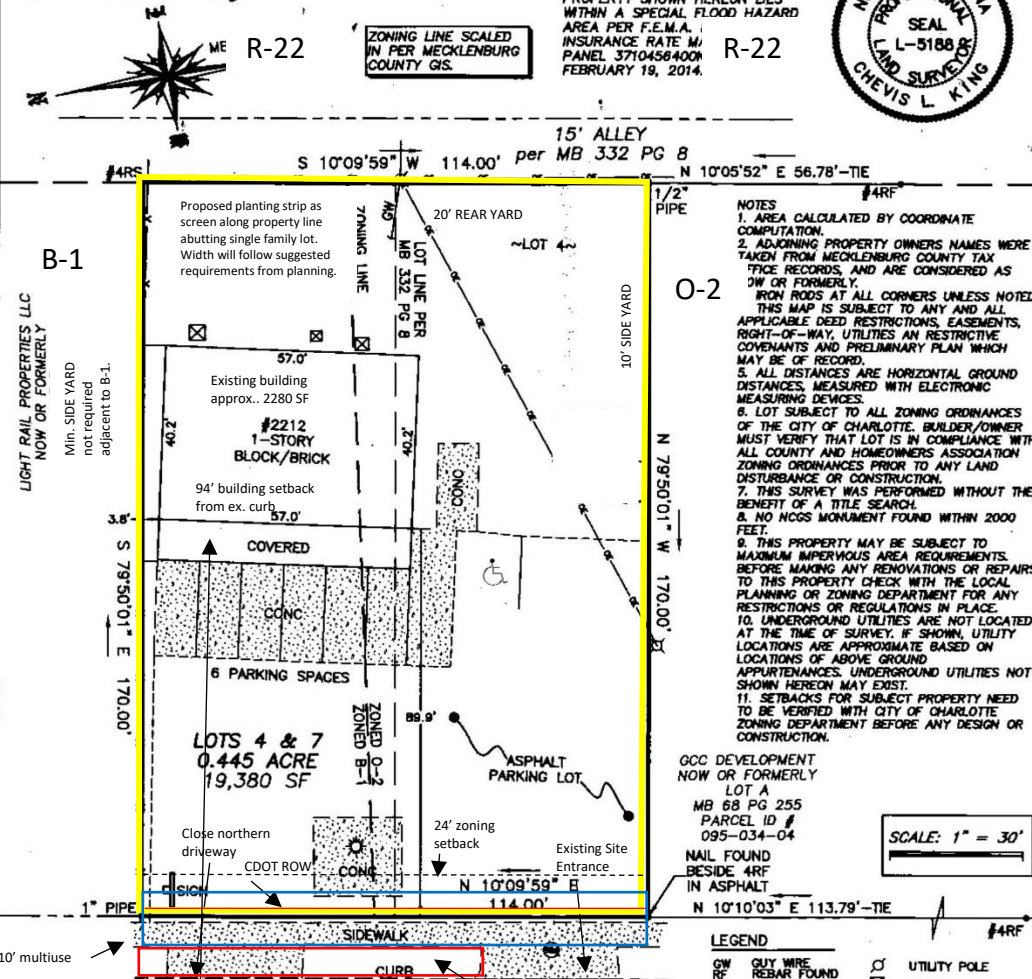 PROPERTY SHOWN HEREON LIES
WITHIN A SPECIAL FLOOD HAZARD
AREA PER F.E.M.A.
INSURANCE RATE
PANEL 3710456400
FEBRUARY 19, 2014.
R-22
R-22
ZONING LINE SCALED
IN PER MECKLENBURG
COUNTY GIS.
SEAL
L-5188
LAND SURVEYOR
CHEVIS L. KING
15' ALLEY
per MB 332 PG 8
S 10°09'59" W 114.00'
N 10°05'52" E 56.78'-TIE
#4RS
#4RF
1/2"
PIPE
B-1
O-2
LIGHT RAIL PROPERTIES LLC
NOW OR FORMERLY
Min. SIDE YARD
not required
adjacent to B-1.
Proposed planting strip as
screen along property line
abutting single family lot.
Width will follow suggested
requirements from planning.
ZONING LINE
GW
LOT LINE PER
MB 332 PG 8
20' REAR YARD
~LOT 4~
10' SIDE YARD
57.0'
Existing building
approx.. 2280 SF
#2212
1-STORY
BLOCK/BRICK
40.2'
40.2'
94' building setback
from ex. curb
57.0'
3.8'
COVERED
CONC
CONC
6 PARKING SPACES
S 79°50'01" E 170.00'
N 79°50'01" W 170.00'
LOTS 4 & 7
0.445 ACRE
19,380 SF
ZONED O-2
ZONED B-1
89.9'
ASPHALT
PARKING LOT
Close northern
driveway
CDOT ROW
CONC
24' zoning
setback
Existing Site
Entrance
SIGN
N 10°09'59" E
114.00'
1" PIPE
SIDEWALK
CURB
10' multiuse
NOTES
1. AREA CALCULATED BY COORDINATE
COMPUTATION.
2. ADJOINING PROPERTY OWNERS NAMES WERE
TAKEN FROM MECKLENBURG COUNTY TAX
FFICE RECORDS, AND ARE CONSIDERED AS
OW OR FORMERLY.
IRON RODS AT ALL CORNERS UNLESS NOTED
THIS MAP IS SUBJECT TO ANY AND ALL
APPLICABLE DEED RESTRICTIONS, EASEMENTS,
RIGHT-OF-WAY, UTILITIES AN RESTRICTIVE
COVENANTS AND PRELIMINARY PLAN WHICH
MAY BE OF RECORD.
5. ALL DISTANCES ARE HORIZONTAL GROUND
DISTANCES, MEASURED WITH ELECTRONIC
MEASURING DEVICES.
6. LOT SUBJECT TO ALL ZONING ORDINANCES
OF THE CITY OF CHARLOTTE. BUILDER/OWNER
MUST VERIFY THAT LOT IS IN COMPLIANCE WITH
ALL COUNTY AND HOMEOWNERS ASSOCIATION
ZONING ORDINANCES PRIOR TO ANY LAND
DISTURBANCE OR CONSTRUCTION.
7. THIS SURVEY WAS PERFORMED WITHOUT THE
BENEFIT OF A TITLE SEARCH.
8. NO NCGS MONUMENT FOUND WITHIN 2000
FEET.
9. THIS PROPERTY MAY BE SUBJECT TO
MAXIMUM IMPERVIOUS AREA REQUIREMENTS.
BEFORE MAKING ANY RENOVATIONS OR REPAIRS
TO THIS PROPERTY CHECK WITH THE LOCAL
PLANNING OR ZONING DEPARTMENT FOR ANY
RESTRICTIONS OR REGULATIONS IN PLACE.
10. UNDERGROUND UTILITIES ARE NOT LOCATED
AT THE TIME OF SURVEY. IF SHOWN, UTILITY
LOCATIONS ARE APPROXIMATE BASED ON
LOCATIONS OF ABOVE GROUND
APPURTENANCES. UNDERGROUND UTILITIES NOT
SHOWN HEREON MAY EXIST.
11. SETBACKS FOR SUBJECT PROPERTY NEED
TO BE VERIFIED WITH CITY OF CHARLOTTE
ZONING DEPARTMENT BEFORE ANY DESIGN OR
CONSTRUCTION.
GCC DEVELOPMENT
NOW OR FORMERLY
LOT A
MB 68 PG 255
PARCEL ID #
095-034-04
NAIL FOUND
BESIDE 4RF
IN ASPHALT
N 10°10'03" E 113.79'-TIE
#4RF
SCALE: 1" = 30'
LEGEND
GW GUY WIRE
RF REBAR FOUND
UTILITY POLE